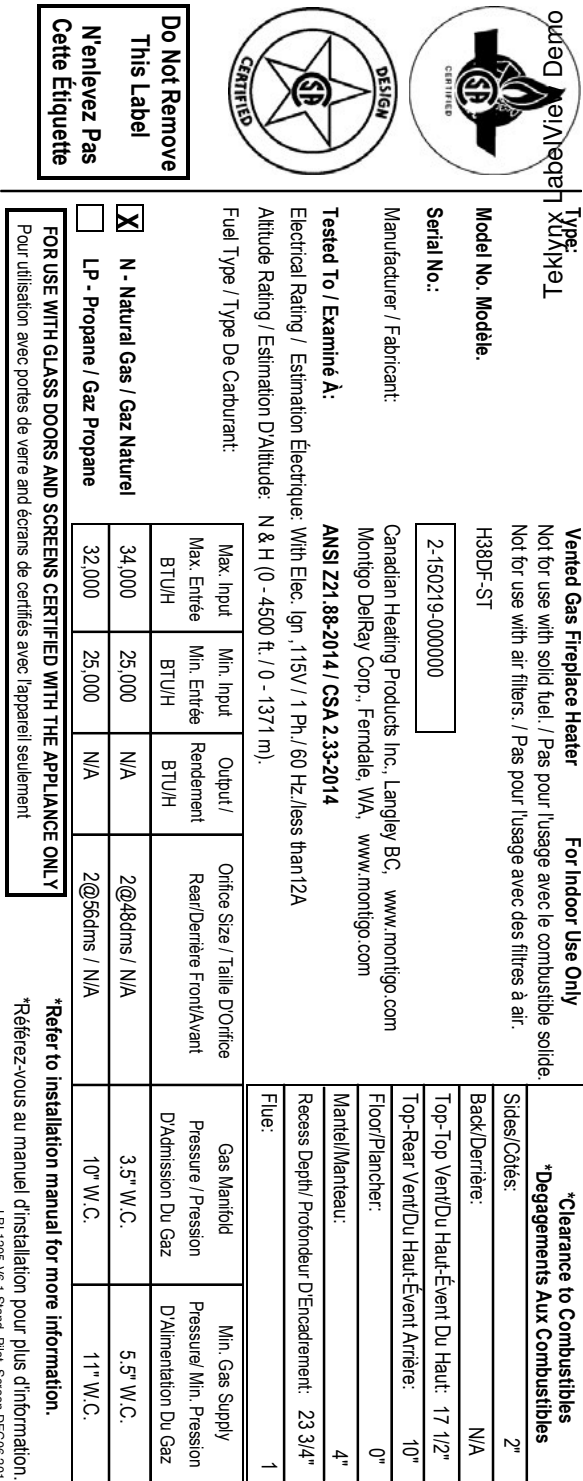 Teklynx Labelview Demo
CERTIFIED
DESIGN
CERTIFIED
Do Not Remove
This Label
N'enlevez Pas
Cette Étiquette
Type: Vented Gas Fireplace Heater For Indoor Use Only
Not for use with solid fuel. / Pas pour l'usage avec le combustible solide.
Not for use with air filters. / Pas pour l'usage avec des filtres à air.
Model No. Modèle. H38DF-ST
Serial No.: 2-150219-000000
Manufacturer / Fabricant: Canadian Heating Products Inc., Langley BC, www.montigo.com
Montigo DelRay Corp., Ferndale, WA, www.montigo.com
Tested To / Examiné À: ANSI Z21.88-2014 / CSA 2.33-2014
Electrical Rating / Estimation Électrique: With Elec. Ign ,115V / 1 Ph./ 60 Hz./less than12A
Altitude Rating / Estimation D'Altitude: N & H (0 - 4500 ft. / 0 - 1371 m).
*Clearance to Combustibles
*Degagements Aux Combustibles
Sides/Côtés: 2"
Back/Derrière: N/A
Top-Top Vent/Du Haut-Évent Du Haut: 17 1/2"
Top-Rear Vent/Du Haut-Évent Arrière: 10"
Floor/Plancher: 0"
Mantel/Manteau: 4"
Recess Depth/ Profondeur D'Encadrement: 23 3/4"
Flue: 1
Fuel Type / Type De Carburant:
Max. Input Min. Input Output / Orifice Size / Taille D'Orifice Gas Manifold Min. Gas Supply
Max. Entrée Min. Entrée Rendement Rear/Derrière Front/Avant Pressure / Pression Pressure/ Min. Pression
BTU/H BTU/H BTU/H D'Admission Du Gaz D'Alimentation Du Gaz
X N - Natural Gas / Gaz Naturel 34,000 25,000 N/A 2@48dms / N/A 3.5" W.C. 5.5" W.C.
LP - Propane / Gaz Propane 32,000 25,000 N/A 2@56dms / N/A 10" W.C. 11" W.C.
FOR USE WITH GLASS DOORS AND SCREENS CERTIFIED WITH THE APPLIANCE ONLY
Pour utilisation avec portes de verre and écrans de certifiés avec l'appareil seulement
*Refer to installation manual for more information.
*Référez-vous au manuel d'installation pour plus d'information.